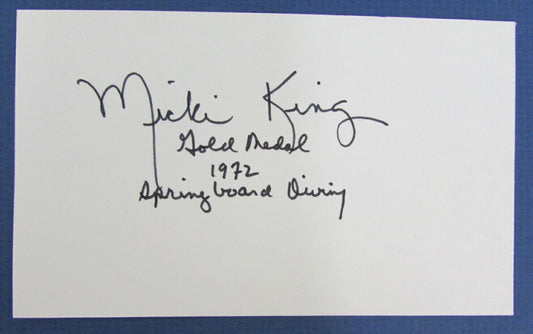 Micki King
Gold Medal
1972
Springboard Diving